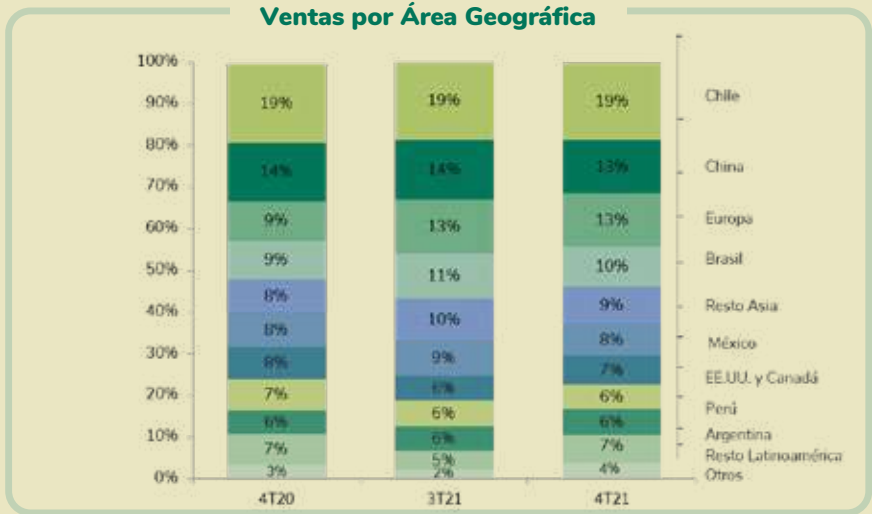 Ventas por Área Geográfica
100%
90%
80%
70%
60%
50%
40%
30%
20%
10%
0%
19%
14%
9%
9%
8%
8%
8%
7%
6%
7%
3%
4T20
19%
14%
13%
11%
10%
9%
6%
6%
6%
5%
2%
3T21
19%
13%
13%
10%
9%
8%
7%
6%
6%
7%
4%
4T21
Chile
China
Europa
Brasil
Resto Asia
México
EE.UU. y Canadá
Perú
Argentina
Resto Latinoamérica
Otros